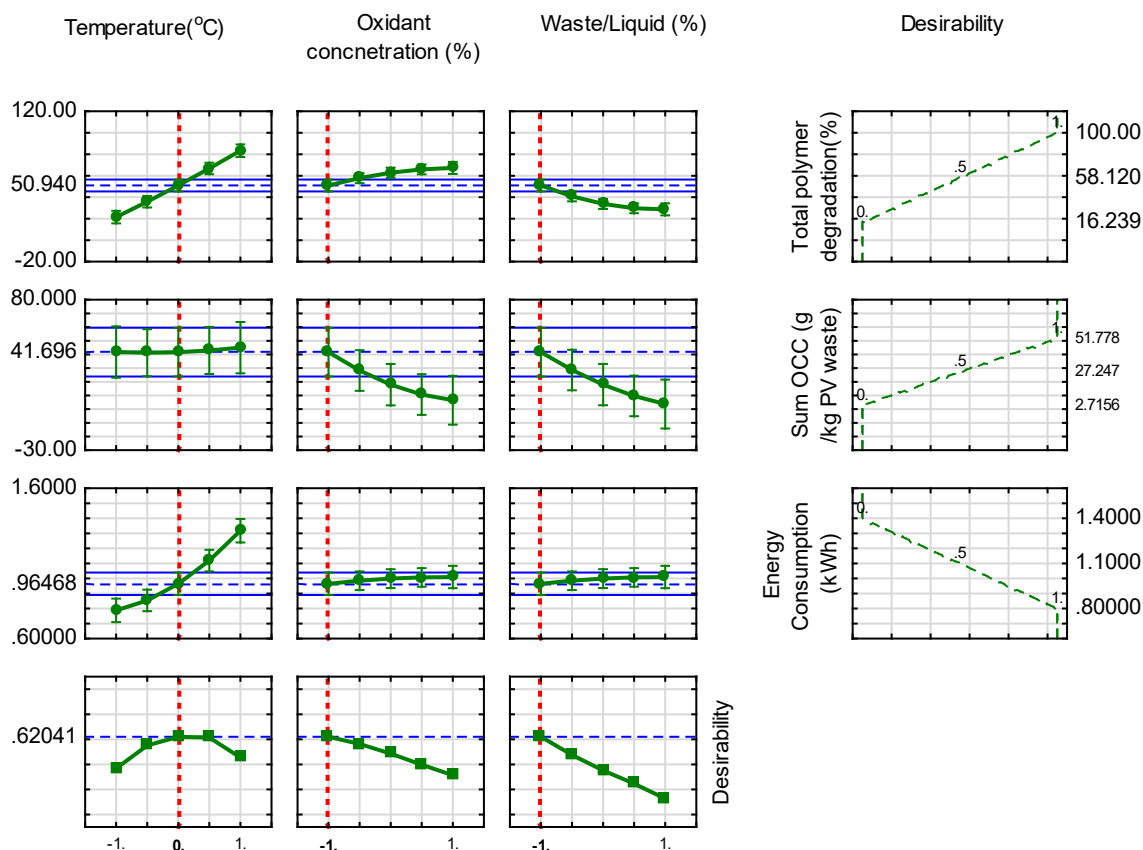 Temperature(°C)
Oxidant
concnetration (%)
Waste/Liquid (%)
Desirability
120.00
50.940
-20.00
Total polymer
degradation(%)
0.
.5
1.
100.00
58.120
16.239
80.000
41.696
-30.00
Sum OCC (g
/kg PV waste)
0.
.5
1.
51.778
27.247
2.7156
1.6000
.96468
.60000
Energy
Consumption
(kWh)
0.
.5
1.
1.4000
1.1000
.80000
.62041
Desirability
-1. 0. 1.
-1. 1.
-1. 1.